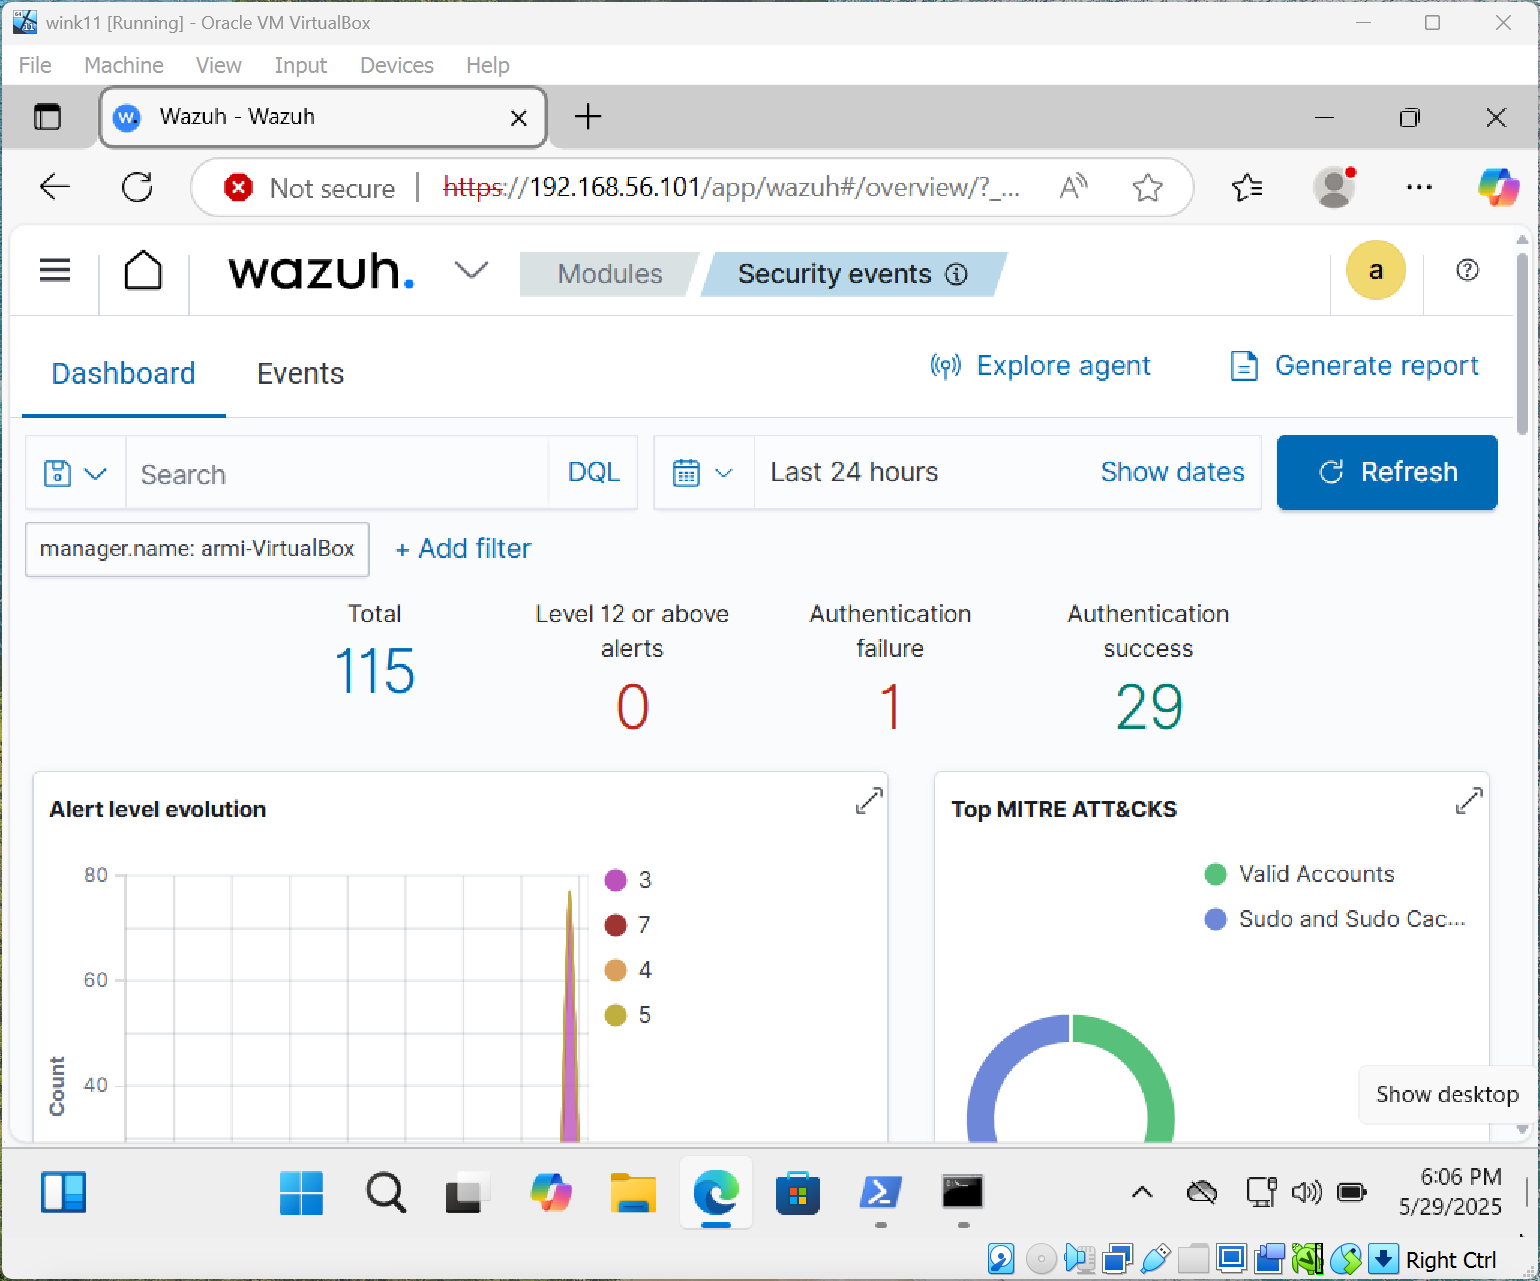 wink11 [Running] - Oracle VM VirtualBox
File Machine View Input Devices Help
w. Wazuh - Wazuh
Not secure https://192.168.56.101/app/wazuh#/overview/?_...
wazuh. Modules Security events a
Dashboard Events Explore agent Generate report
Search DQL Last 24 hours Show dates Refresh
manager.name: armi-VirtualBox + Add filter
Total
115
Level 12 or above
alerts
0
Authentication
failure
1
Authentication
success
29
Alert level evolution
80
60
40
Count
3
7
4
5
Top MITRE ATT&CKS
Valid Accounts
Sudo and Sudo Cac...
Show desktop
6:06 PM
5/29/2025
Right Ctrl